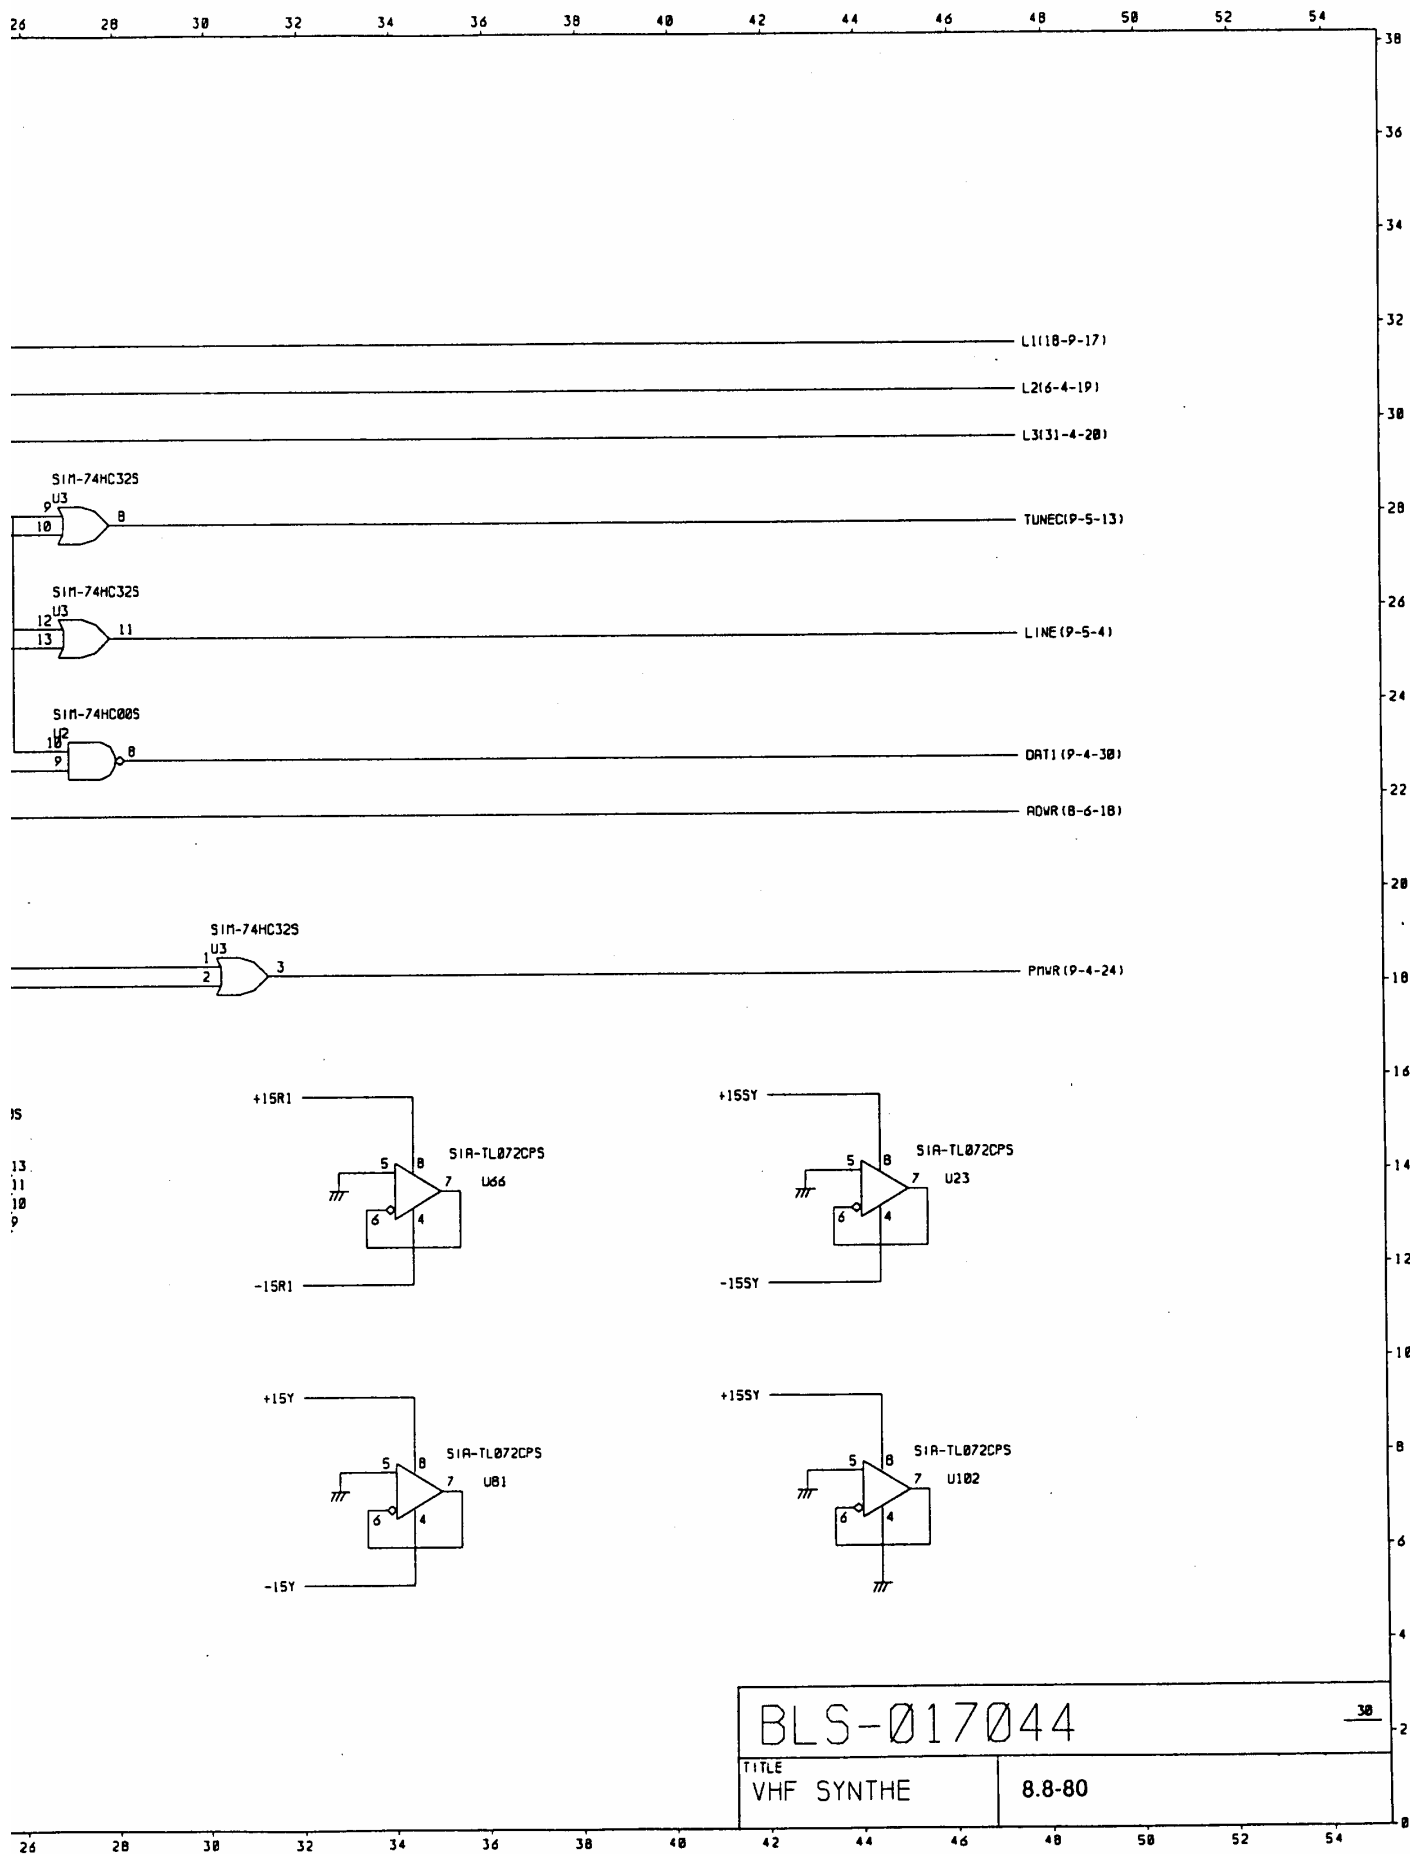 26 28 30 32 34 36 38 40 42 44 46 48 50 52 54
38
36
34
32
L1(18-9-17)
L2(6-4-19)
30
L3(31-4-20)
SIM-74HC32S
U3
9
10
8
TUNEC(9-5-13)
28
SIM-74HC32S
U3
12
13
11
LINE(9-5-4)
26
24
SIM-74HC00S
U2
10
9
8
DAT1(9-4-30)
22
ADWR(8-6-18)
20
SIM-74HC32S
U3
1
2
3
PMWR(9-4-24)
18
16
+15R1
+15SY
0S
SIA-TL072CPS
SIA-TL072CPS
14
13
11
10
9
5 8
U66
7
6 4
5 8
U23
7
6 4
12
-15R1
-15SY
10
+15Y
+15SY
SIA-TL072CPS
SIA-TL072CPS
8
5 8
U81
7
6 4
5 8
U102
7
6 4
6
-15Y
4
BLS-017044
30
2
TITLE
VHF SYNTHE
8.8-80
0
26 28 30 32 34 36 38 40 42 44 46 48 50 52 54